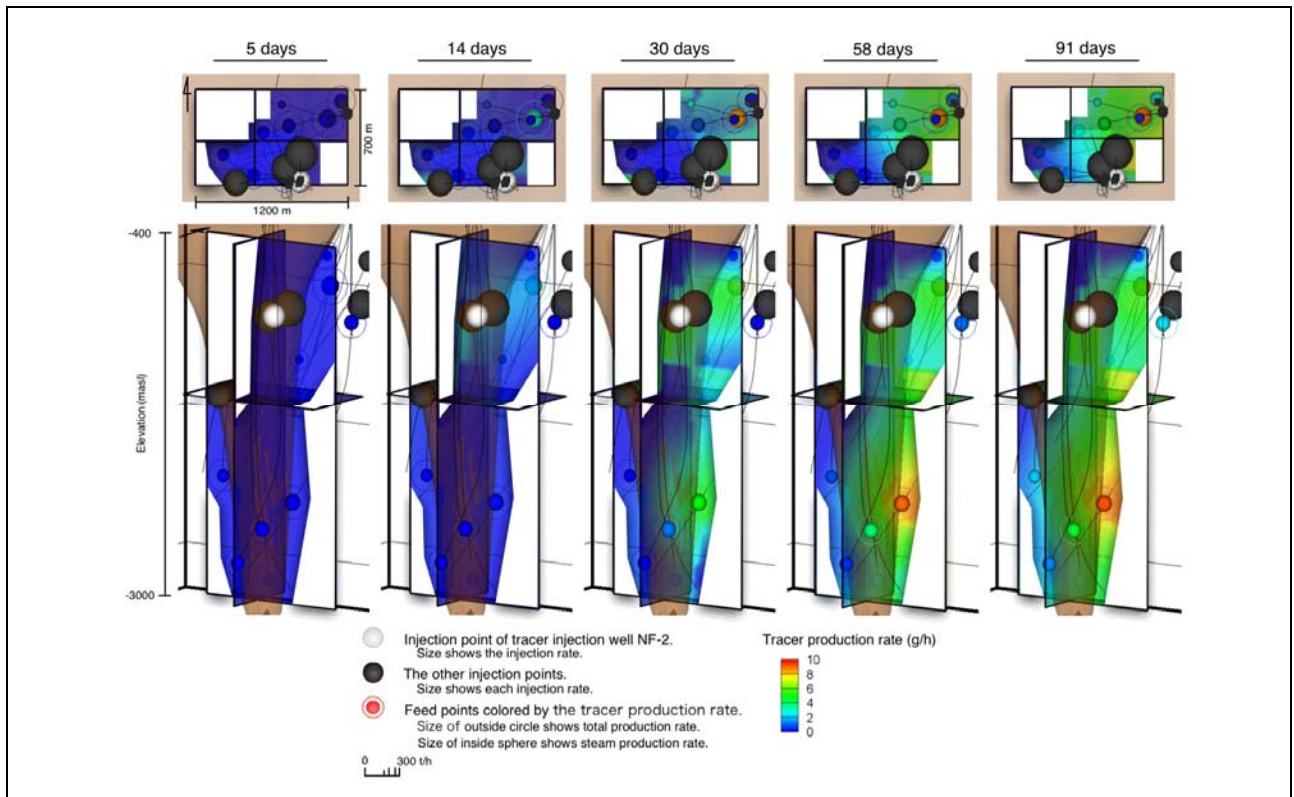 5 days
14 days
30 days
58 days
91 days
700 m
1200 m
-400
Elevation (masl)
-3000
Injection point of tracer injection well NF-2.
Size shows the injection rate.
The other injection points.
Size shows each injection rate.
Feed points colored by the tracer production rate.
Size of outside circle shows total production rate.
Size of inside sphere shows steam production rate.
0 300 t/h
Tracer production rate (g/h)
10
8
6
4
2
0